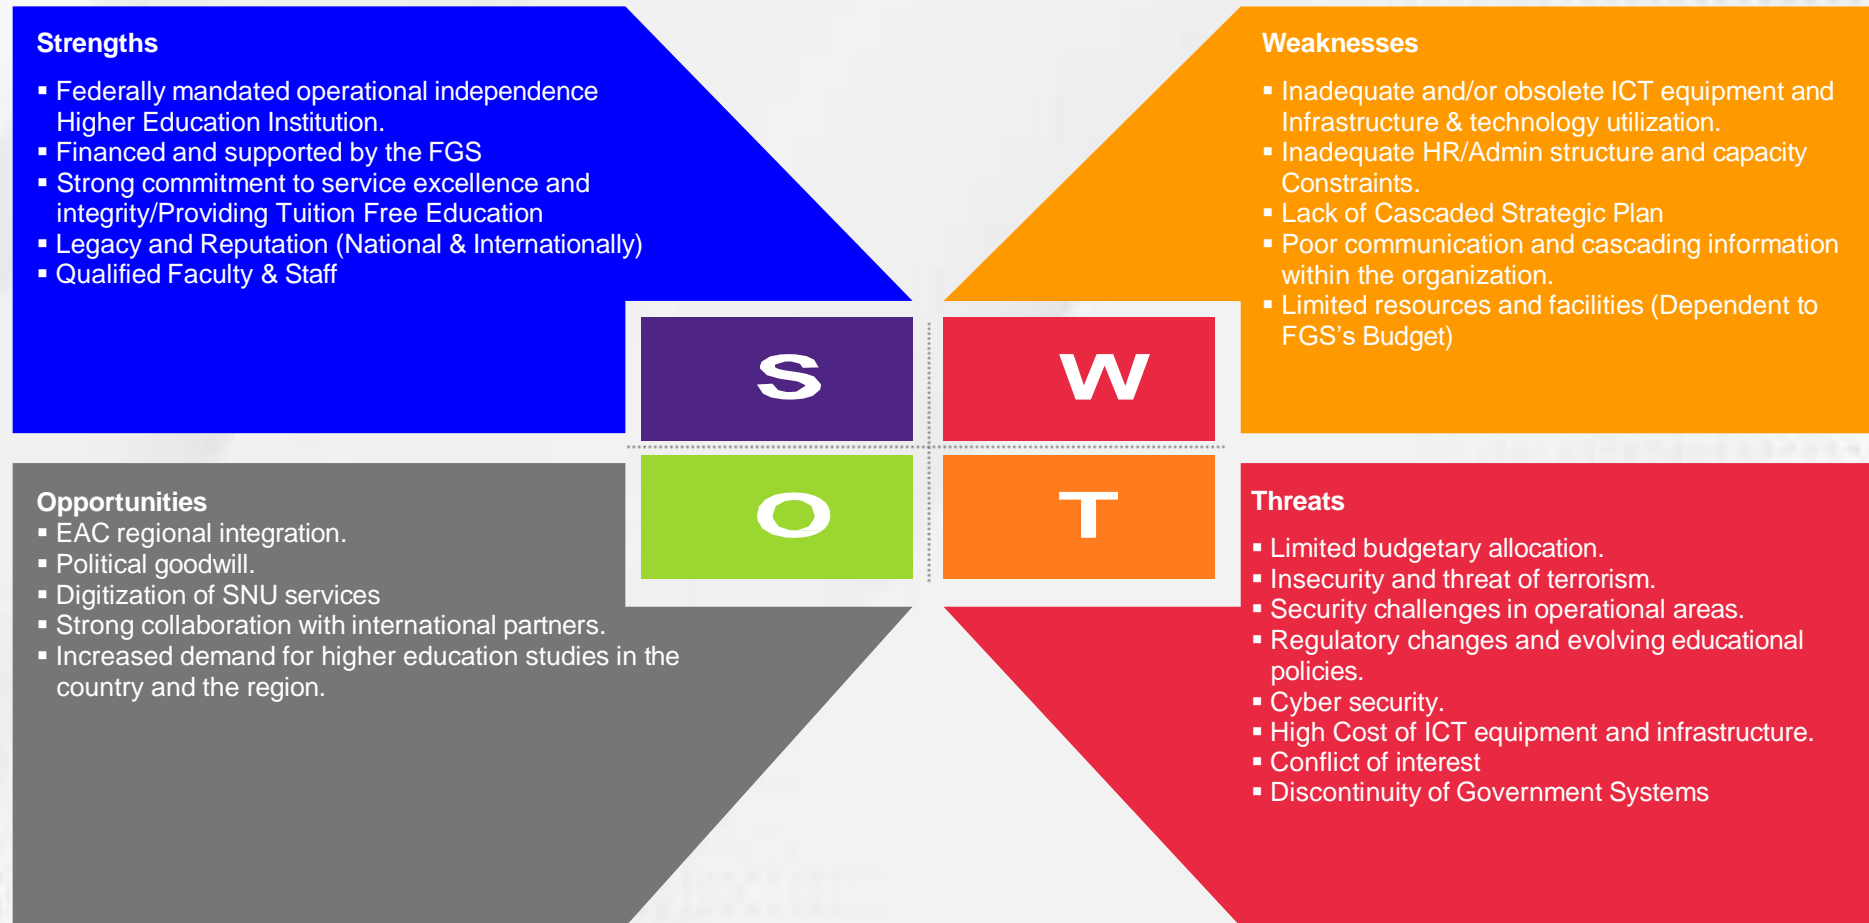 Strengths
▪ Federally mandated operational independence
Higher Education Institution.
▪ Financed and supported by the FGS
▪ Strong commitment to service excellence and
integrity/Providing Tuition Free Education
▪ Legacy and Reputation (National & Internationally)
▪ Qualified Faculty & Staff
Weaknesses
▪ Inadequate and/or obsolete ICT equipment and
Infrastructure & technology utilization.
▪ Inadequate HR/Admin structure and capacity
Constraints.
▪ Lack of Cascaded Strategic Plan
▪ Poor communication and cascading information
within the organization.
▪ Limited resources and facilities (Dependent to
FGS’s Budget)
S
W
O
T
Opportunities
▪ EAC regional integration.
▪ Political goodwill.
▪ Digitization of SNU services
▪ Strong collaboration with international partners.
▪ Increased demand for higher education studies in the
country and the region.
Threats
▪ Limited budgetary allocation.
▪ Insecurity and threat of terrorism.
▪ Security challenges in operational areas.
▪ Regulatory changes and evolving educational
policies.
▪ Cyber security.
▪ High Cost of ICT equipment and infrastructure.
▪ Conflict of interest
▪ Discontinuity of Government Systems